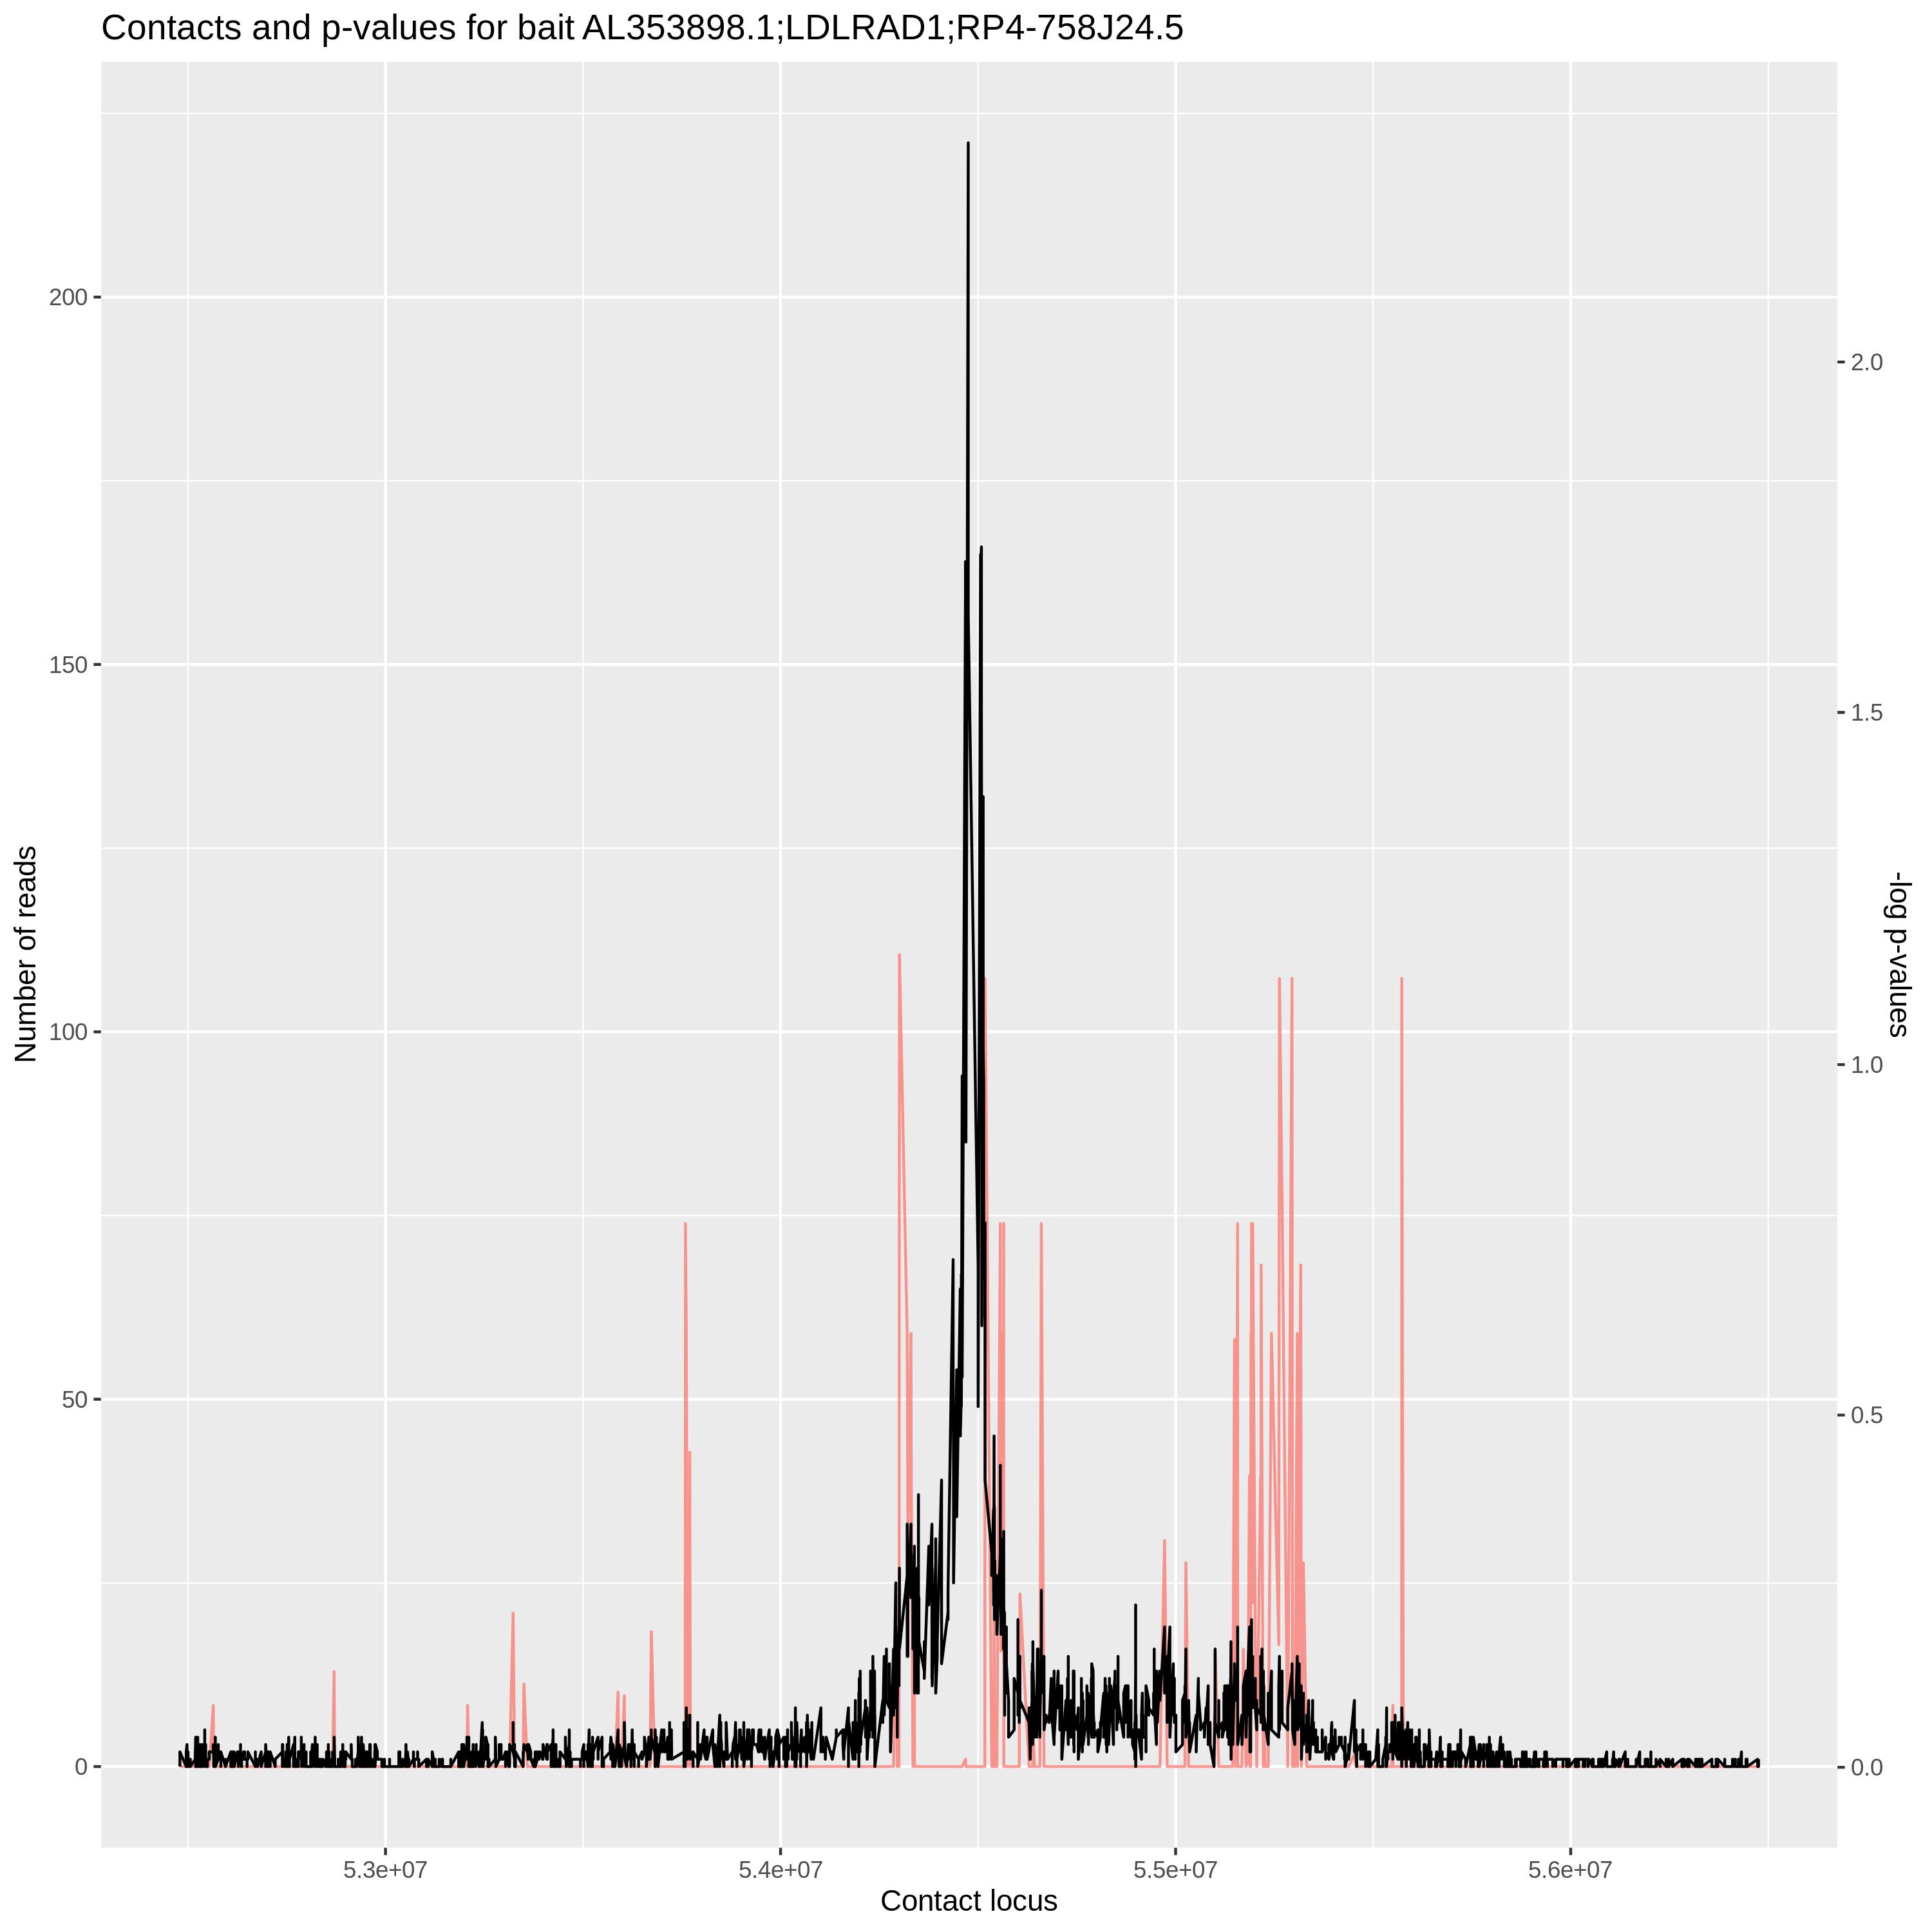 Contacts and p-values for bait AL353898.1;LDLRAD1;RP4-758J24.5
Number of reads
200
150
100
50
0
2.0
1.5
1.0
0.5
0.0
-log p-values
5.3e+07 5.4e+07 5.5e+07 5.6e+07
Contact locus